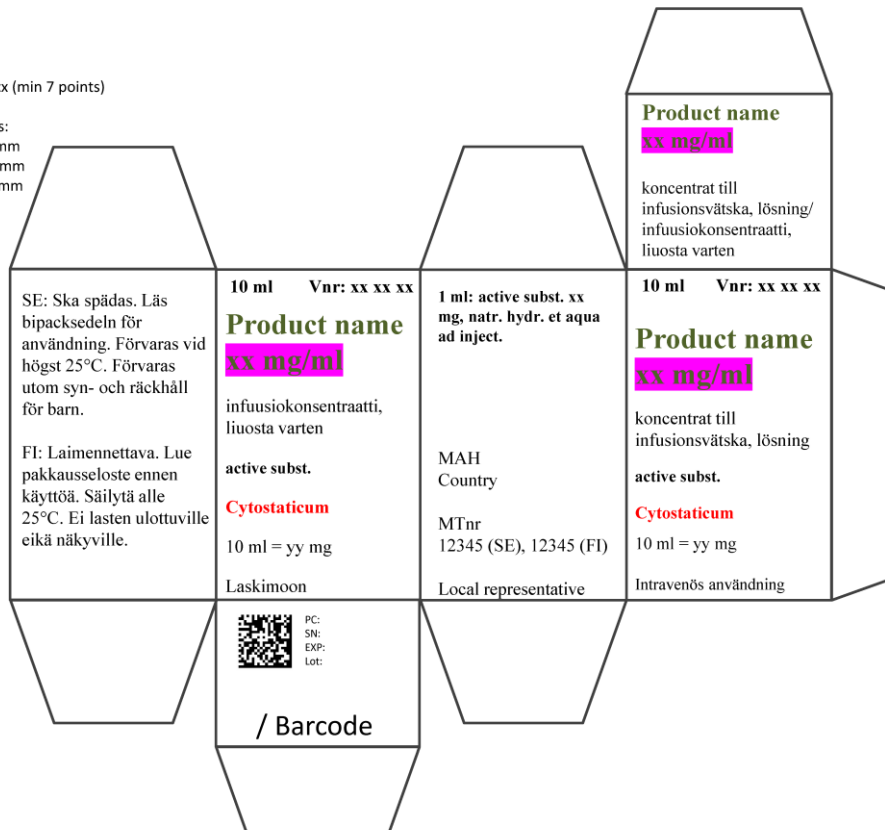 x (min 7 points)
s:
mm
mm
mm
Product name
xx mg/ml
koncentrat till
infusionsvätska, lösning/
infuusiokonsentraatti,
liuosta varten
SE: Ska spädas. Läs
bipacksedeln för
användning. Förvaras vid
högst 25°C. Förvaras
utom syn- och räckhåll
för barn.
FI: Laimennettava. Lue
pakkausseloste ennen
käyttöä. Säilytä alle
25°C. Ei lasten ulottuville
eikä näkyville.
10 ml Vnr: xx xx xx
Product name
xx mg/ml
infuusiokonsentraatti,
liuosta varten
active subst.
Cytostaticum
10 ml = yy mg
Laskimoon
1 ml: active subst. xx
mg, natr. hydr. et aqua
ad inject.
MAH
Country
MTnr
12345 (SE), 12345 (FI)
Local representative
10 ml Vnr: xx xx xx
Product name
xx mg/ml
koncentrat till
infusionsvätska, lösning
active subst.
Cytostaticum
10 ml = yy mg
Intravenös användning
PC:
SN:
EXP:
Lot:
/ Barcode